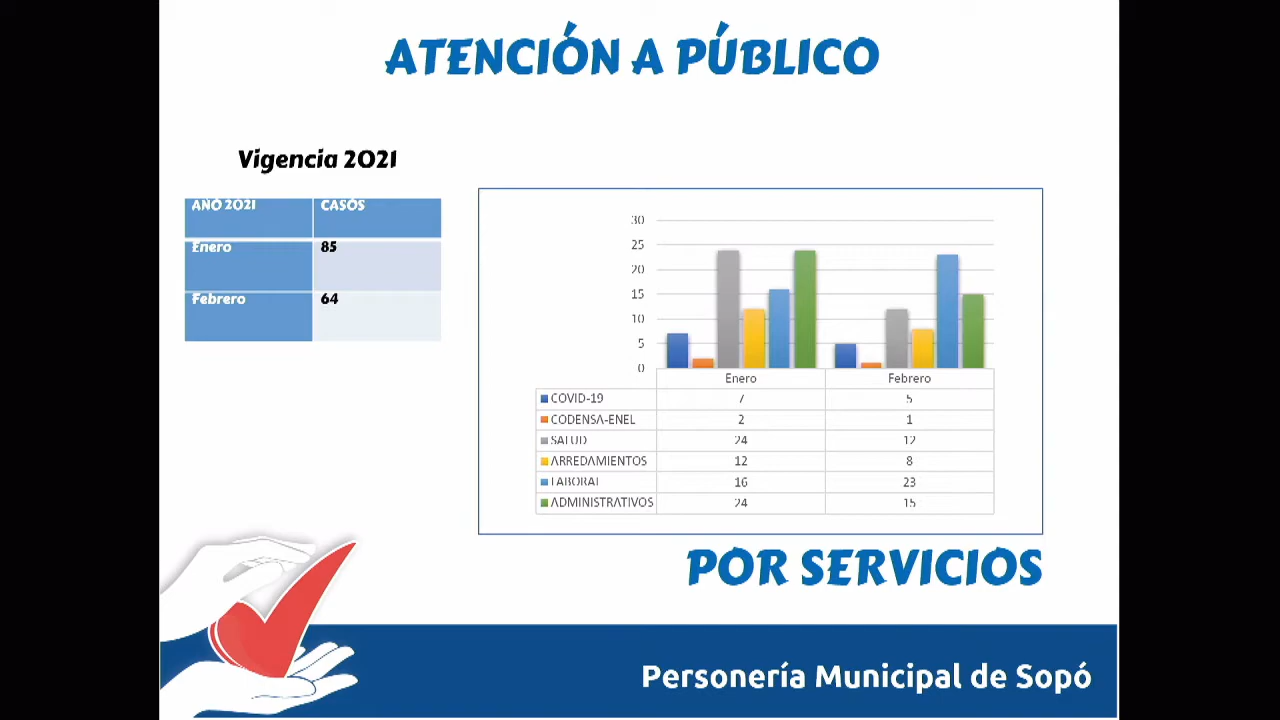 ATENCIÓN A PÚBLICO
Vigencia 2021
AÑO 2021 CASOS
Enero 85
Febrero 64
30
25
20
15
10
5
0
Enero Febrero
COVID-19 7 5
CODENSA-ENEL 2 1
SALUD 24 12
ARREDAMIENTOS 12 8
LABORAL 16 23
ADMINISTRATIVOS 24 15
POR SERVICIOS
Personería Municipal de Sopó